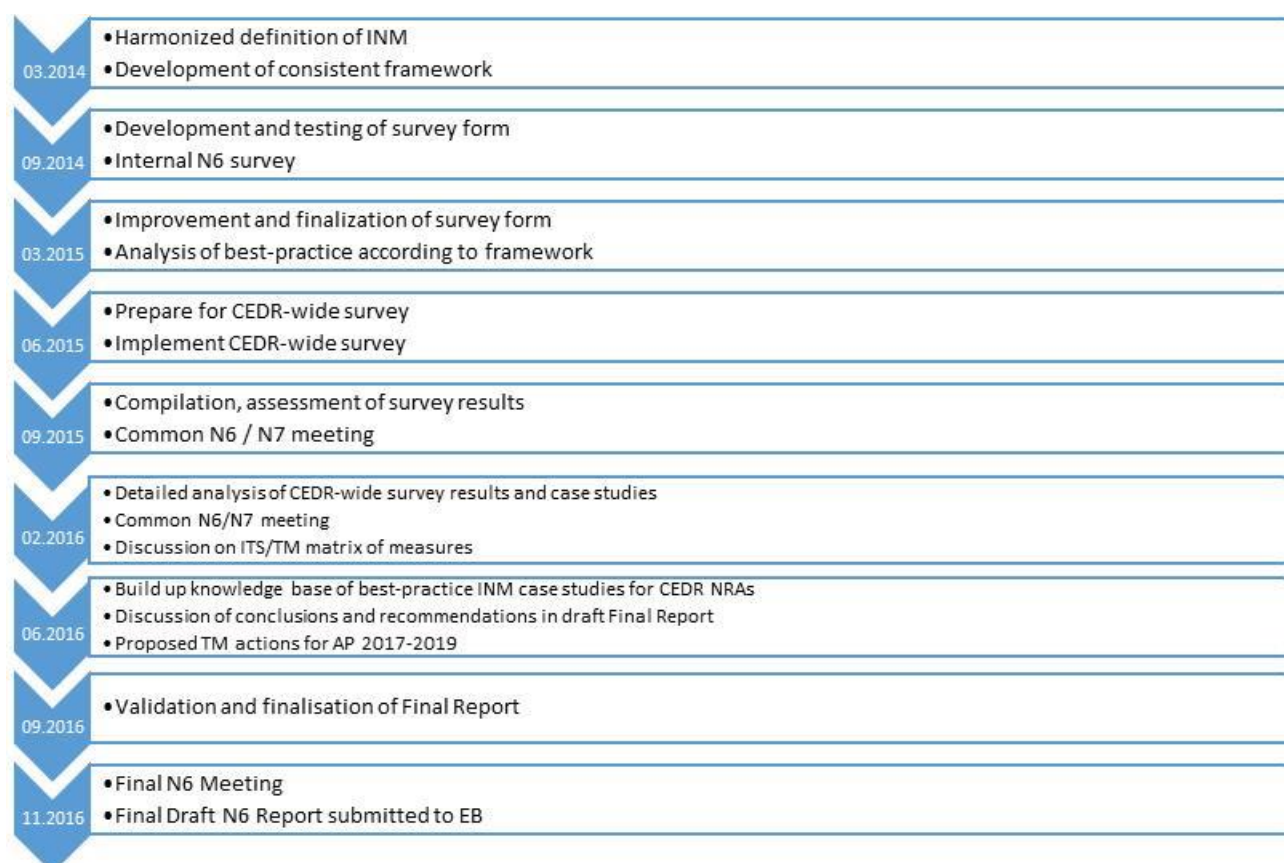 03.2014
•Harmonized definition of INM
•Development of consistent framework
09.2014
•Development and testing of survey form
•Internal N6 survey
03.2015
•Improvement and finalization of survey form
•Analysis of best-practice according to framework
06.2015
•Prepare for CEDR-wide survey
•Implement CEDR-wide survey
09.2015
•Compilation, assessment of survey results
•Common N6 / N7 meeting
02.2016
•Detailed analysis of CEDR-wide survey results and case studies
•Common N6/N7 meeting
•Discussion on ITS/TM matrix of measures
06.2016
•Build up knowledge base of best-practice INM case studies for CEDR NRAs
•Discussion of conclusions and recommendations in draft Final Report
•Proposed TM actions for AP 2017-2019
09.2016
•Validation and finalisation of Final Report
11.2016
•Final N6 Meeting
•Final Draft N6 Report submitted to EB